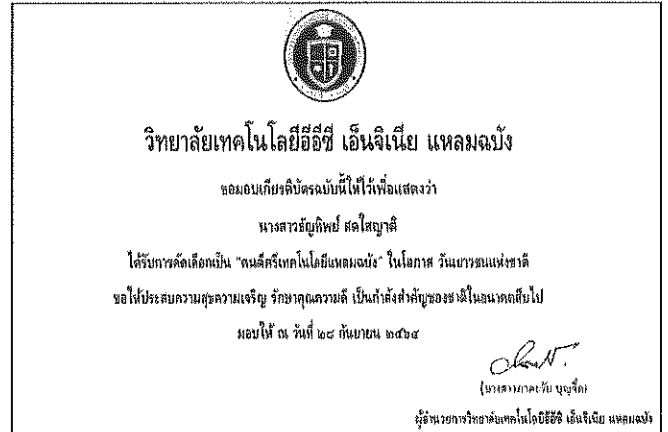 วิทยาลัยเทคโนโลยีอีอีซี เอ็นจิเนีย แหลมฉบัง
ขอมอบเกียรติบัตรฉบับนี้ให้ไว้เพื่อแสดงว่า
นางสาวธัญทิพย์ สดใสญาติ
ได้รับการคัดเลือกเป็น "คนดีศรีเทคโนโลยีแหลมฉบัง" ในโอกาส วันเยาวชนแห่งชาติ
ขอให้ประสบความสุขความเจริญ รักษาคุณความดี เป็นกำลังสำคัญของชาติในอนาคตสืบไป
มอบให้ ณ วันที่ ๒๘ กันยายน ๒๕๖๔
ผู้อำนวยการวิทยาลัยเทคโนโลยีอีอีซี เอ็นจิเนีย แหลมฉบัง